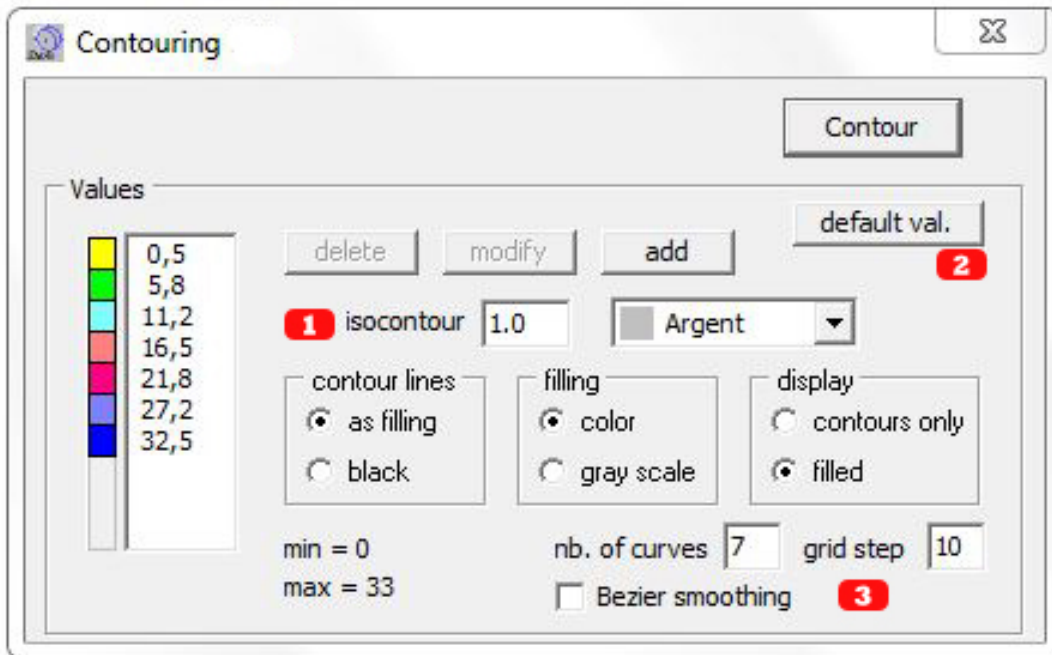 Contouring
Contour
Values
default val.
2
delete modify add
0,5
5,8
11,2
16,5
21,8
27,2
32,5
1 isocontour 1.0 Argent
contour lines
as filling
black
filling
color
gray scale
display
contours only
filled
min = 0
max = 33
nb. of curves 7 grid step 10
Bezier smoothing 3